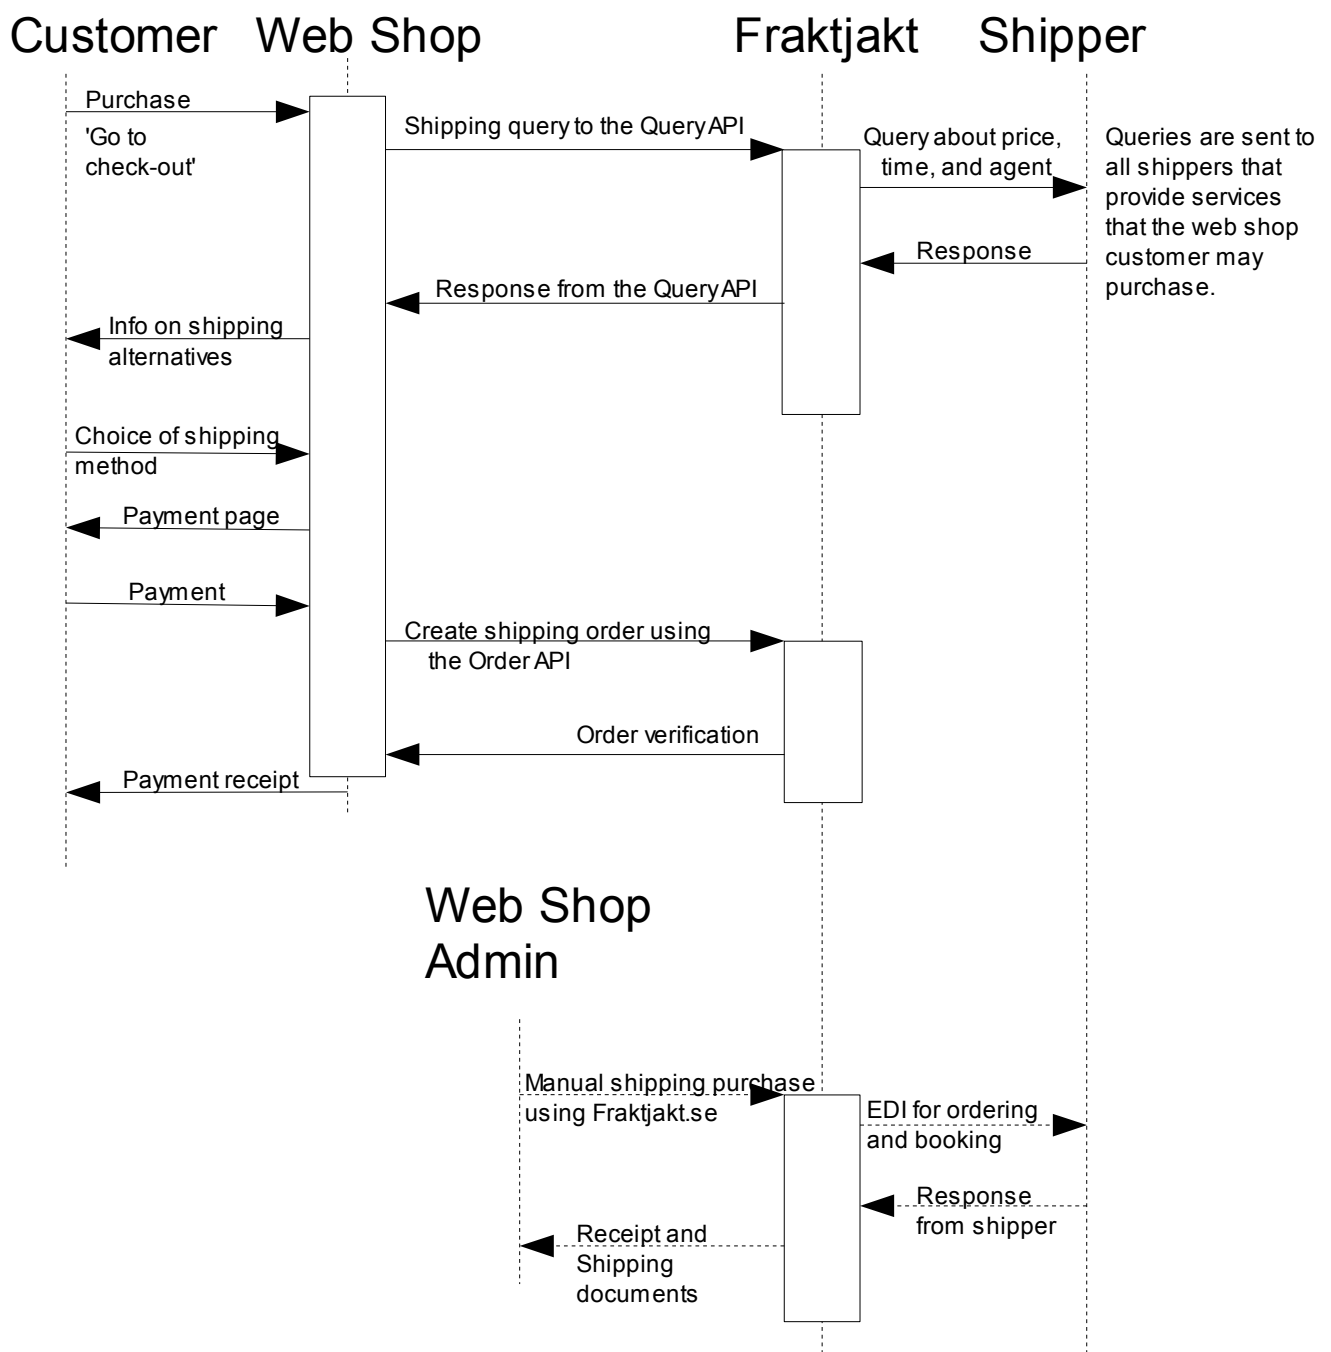 Customer
Web Shop
Fraktjakt
Shipper
Purchase
'Go to
check-out'
Shipping query to the Query API
Query about price,
time, and agent
Queries are sent to
all shippers that
provide services
that the web shop
customer may
purchase.
Response
Response from the Query API
Info on shipping
alternatives
Choice of shipping
method
Payment page
Payment
Create shipping order using
the Order API
Order verification
Payment receipt
Web Shop
Admin
Manual shipping purchase
using Fraktjakt.se
EDI for ordering
and booking
Response
from shipper
Receipt and
Shipping
documents